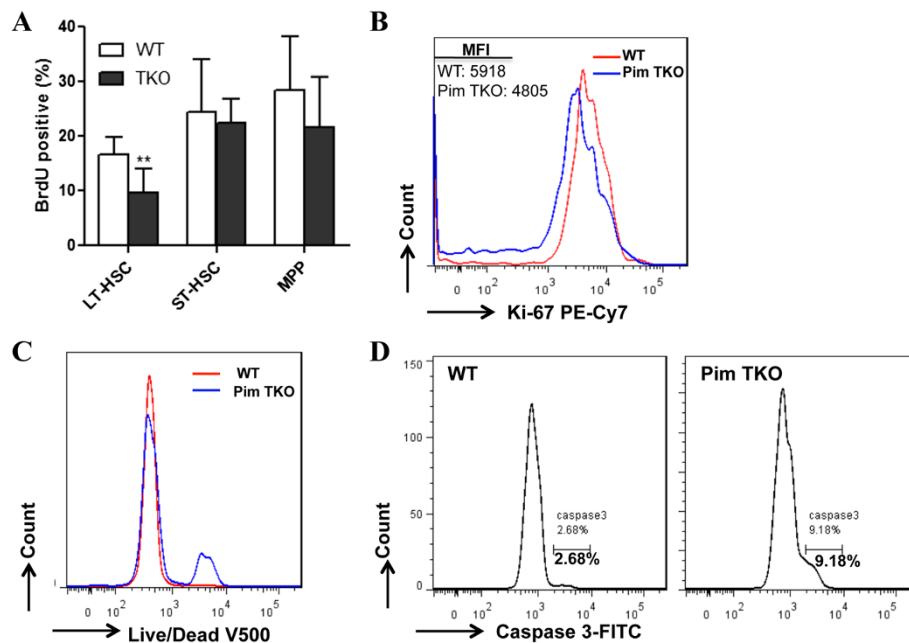 A
40
30
20
10
0
BrdU positive (%)
WT
TKO
**
LT-HSC
ST-HSC
MPP
B
MFI
WT: 5918
Pim TKO: 4805
WT
Pim TKO
Count
0 10² 10³ 10⁴ 10⁵
Ki-67 PE-Cy7
C
WT
Pim TKO
Count
0 10² 10³ 10⁴ 10⁵
Live/Dead V500
D
WT
150
100
50
0
Count
caspase3
2.68%
2.68%
0 10² 10³ 10⁴ 10⁵
Pim TKO
caspase3
9.18%
9.18%
0 10² 10³ 10⁴ 10⁵
Caspase 3-FITC